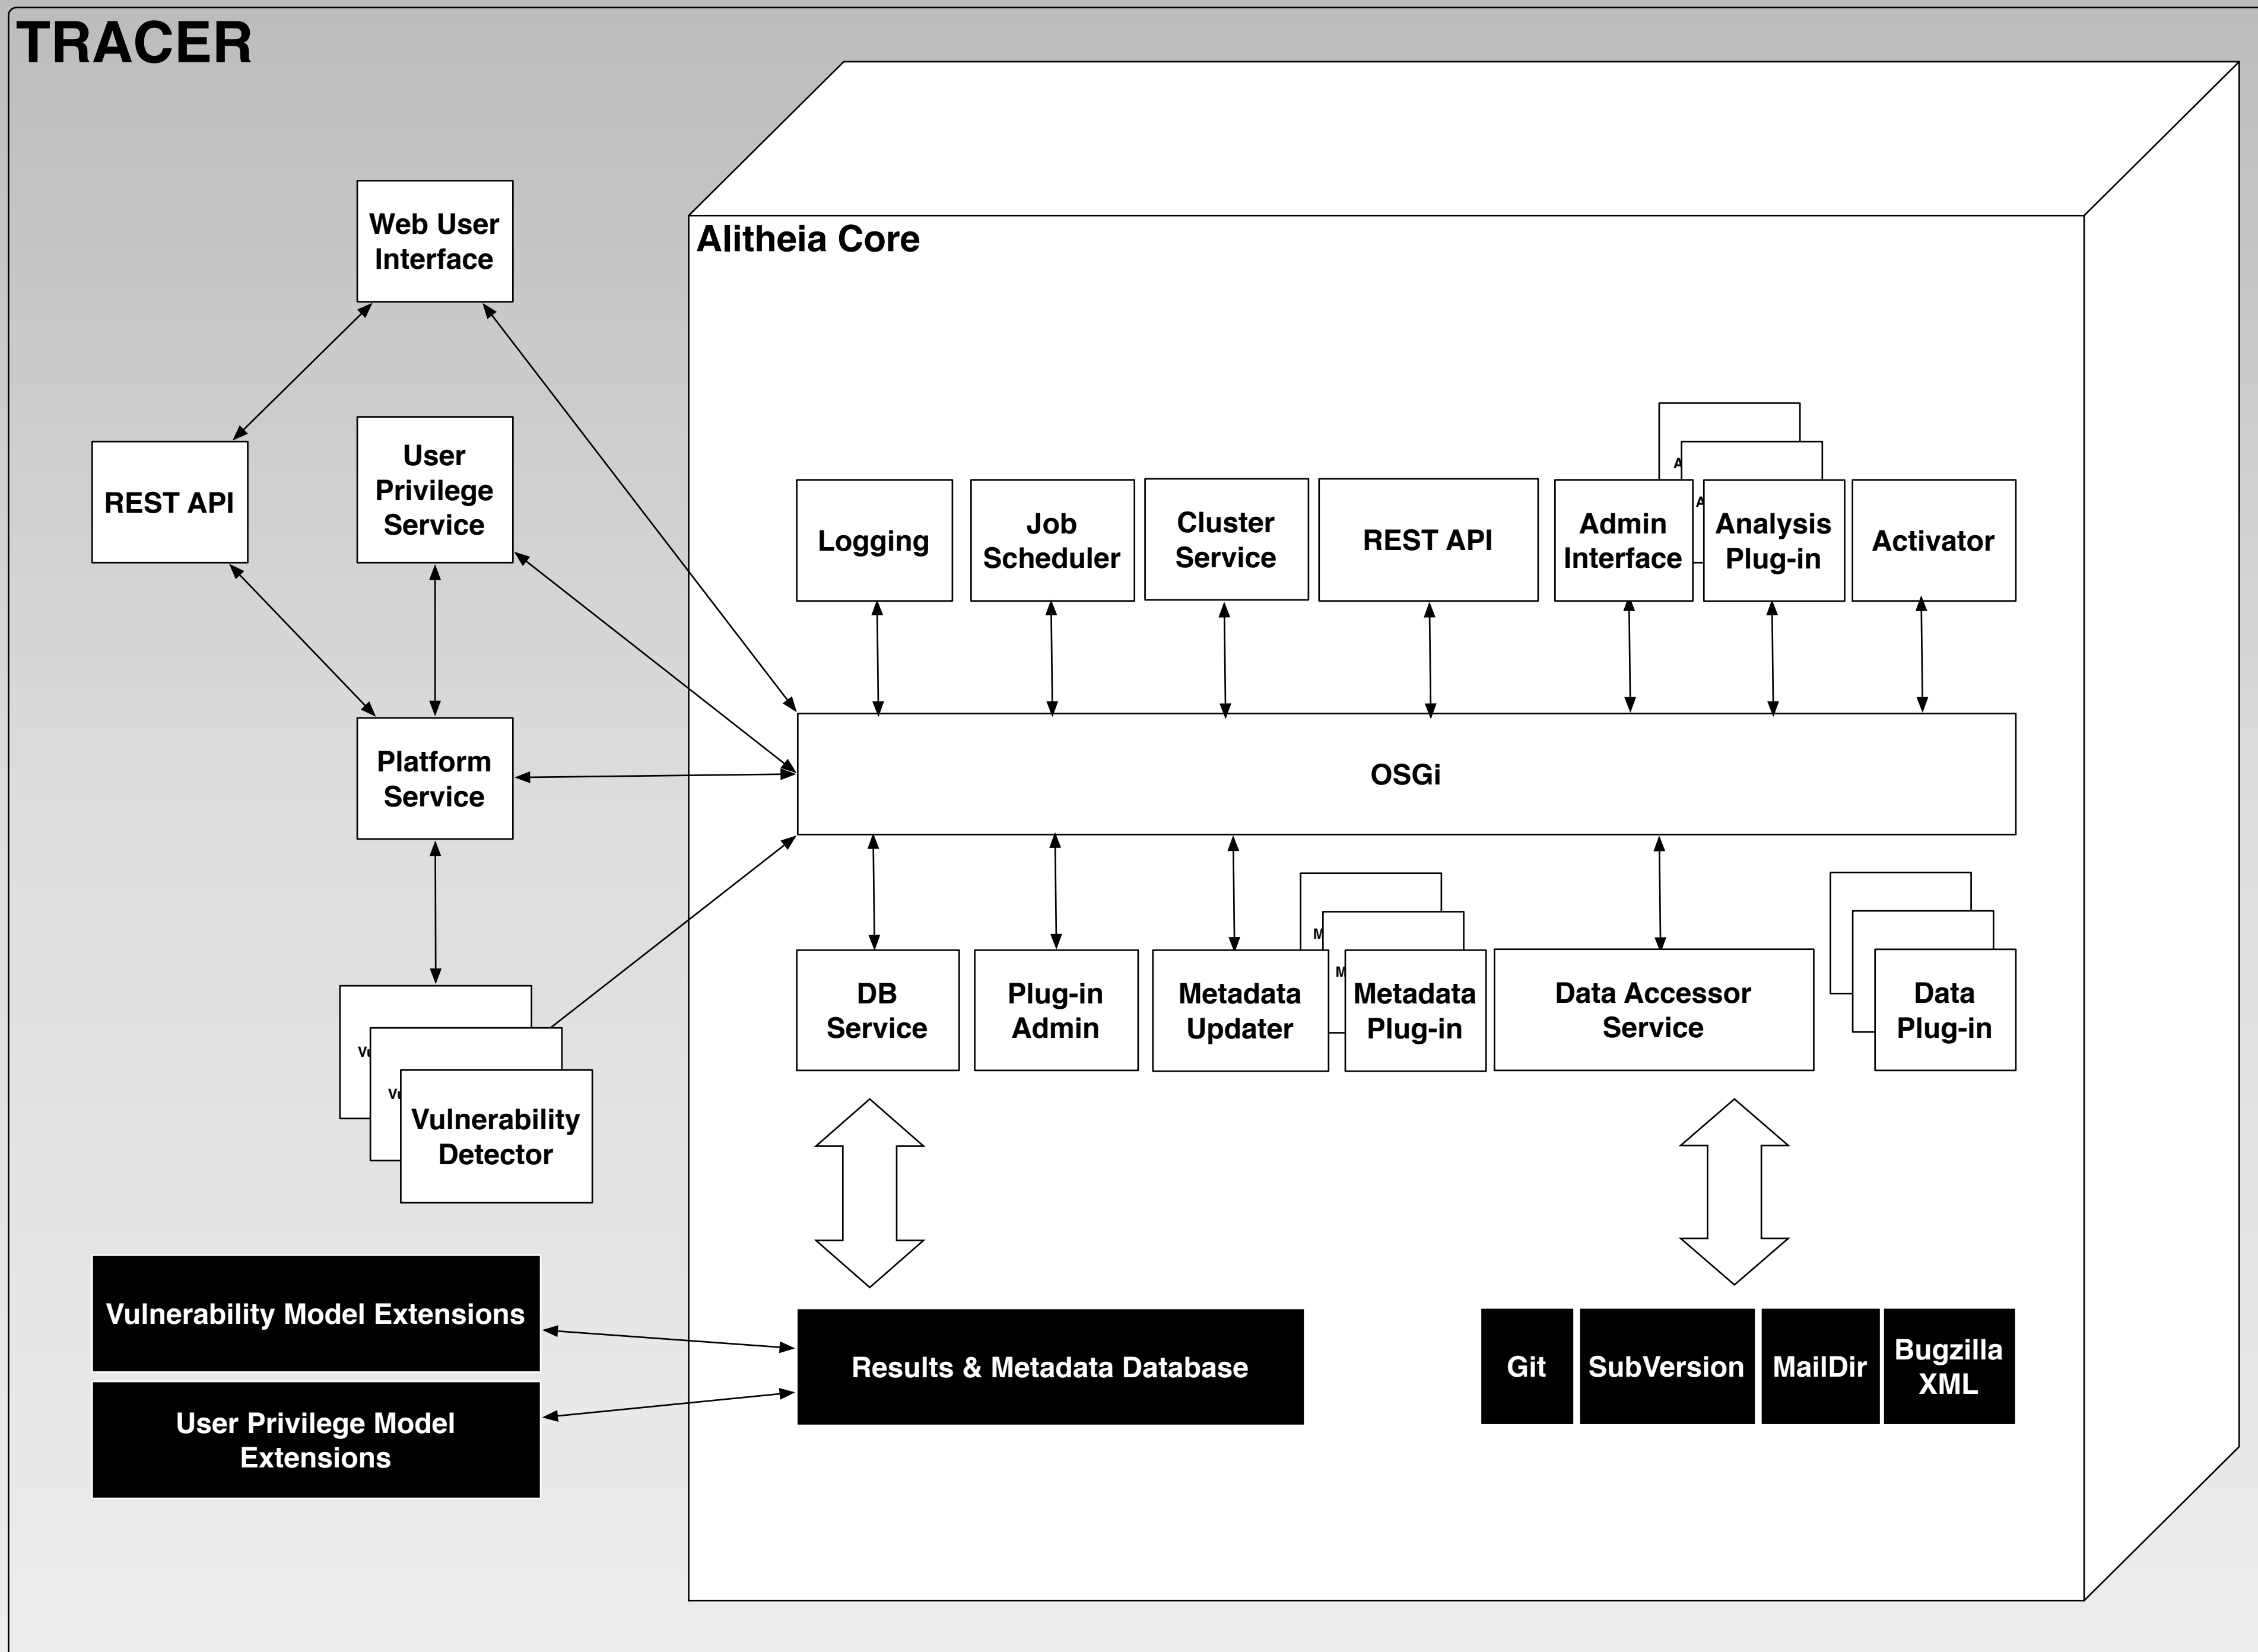 TRACER
Alitheia Core
Web User
Interface
REST API
User
Privilege
Service
Platform
Service
Vu
Vu
Vulnerability
Detector
Logging
Job
Scheduler
Cluster
Service
REST API
Admin
Interface
A
A
Analysis
Plug-in
Activator
OSGi
DB
Service
Plug-in
Admin
Metadata
Updater
M
M
Metadata
Plug-in
Data Accessor
Service
Data
Plug-in
Vulnerability Model Extensions
User Privilege Model
Extensions
Results & Metadata Database
Git
SubVersion
MailDir
Bugzilla
XML